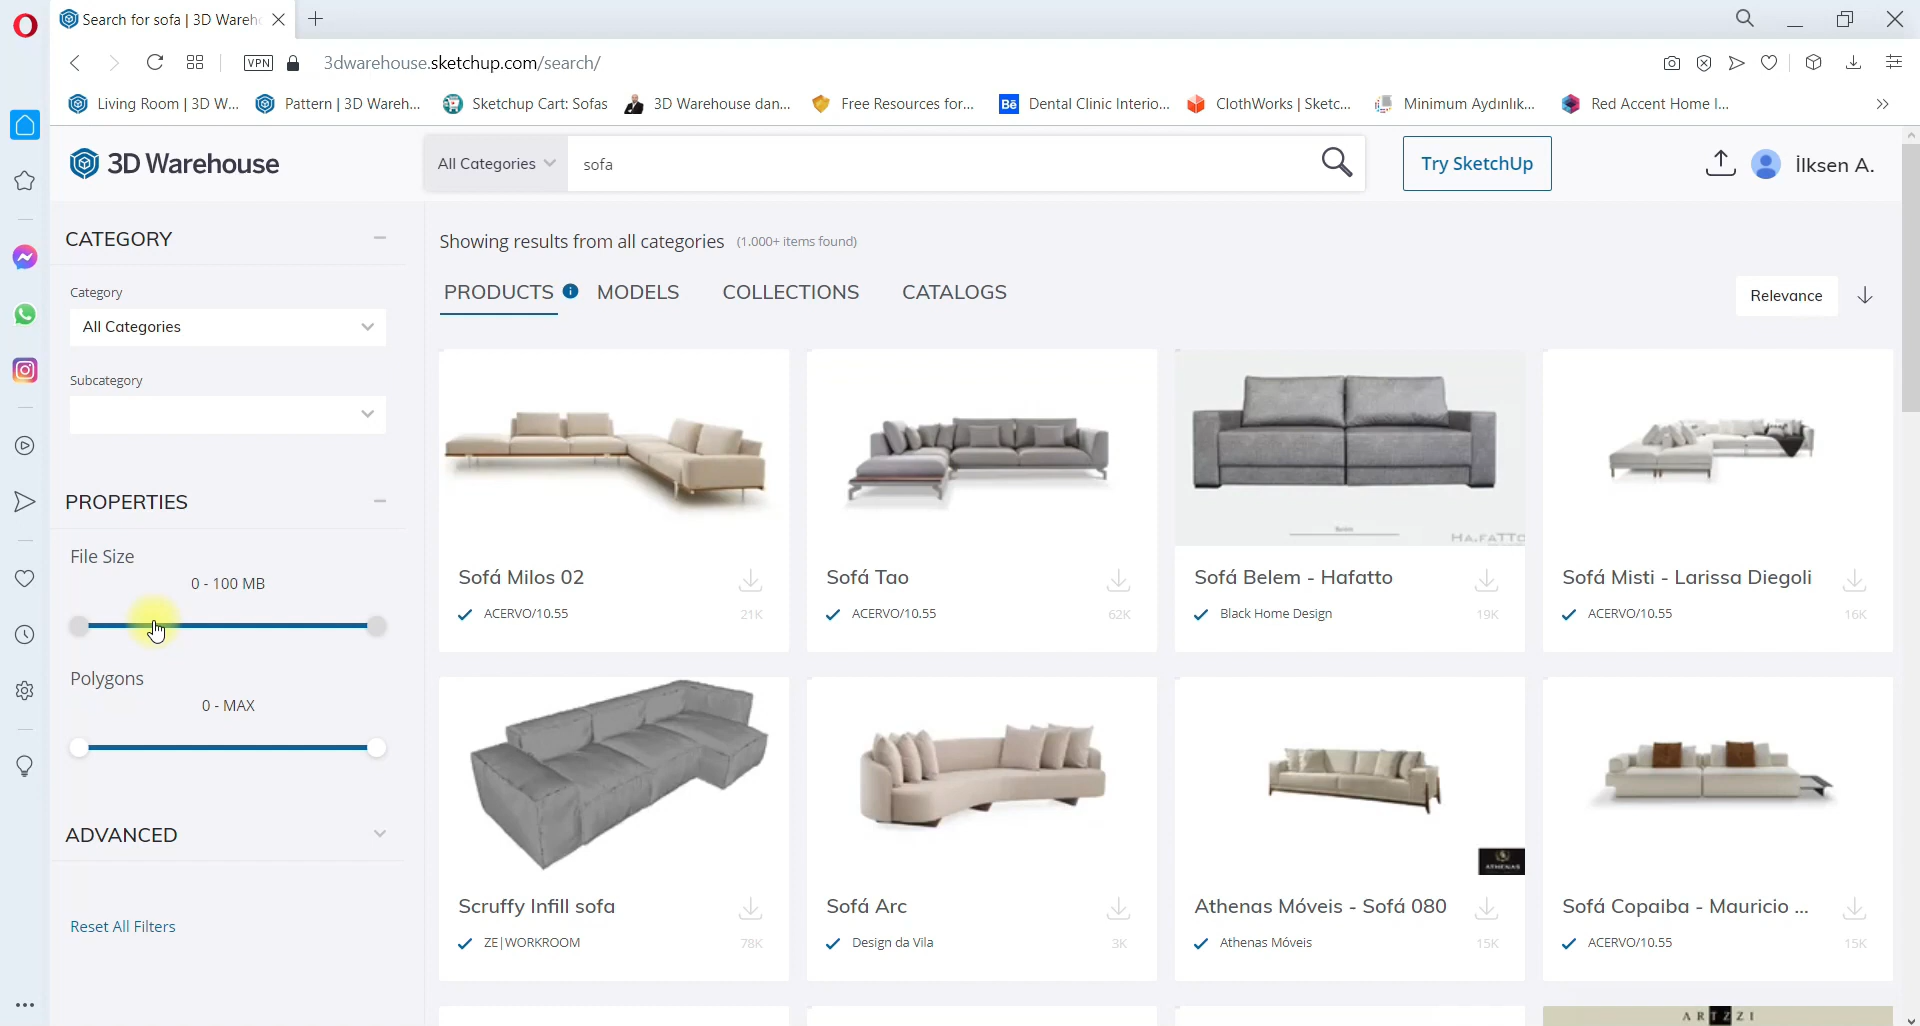 Search for sofa | 3D Wareh
VPN
3dwarehouse.sketchup.com/search/
Living Room | 3D W...
Pattern | 3D Wareh...
Sketchup Cart: Sofas
3D Warehouse dan...
Free Resources for...
Bē
Dental Clinic Interio...
ClothWorks | Sketc...
Minimum Aydınlık...
Red Accent Home I...
3D Warehouse
All Categories
sofa
Try SketchUp
İlksen A.
CATEGORY
Category
All Categories
Subcategory
PROPERTIES
File Size
0 - 100 MB
Polygons
0 - MAX
ADVANCED
Reset All Filters
Showing results from all categories (1.000+ items found)
PRODUCTS
MODELS
COLLECTIONS
CATALOGS
Relevance
HA.FATTO
Sofá Milos 02
ACERVO/10.55
21K
Sofá Tao
ACERVO/10.55
62K
Sofá Belem - Hafatto
Black Home Design
19K
Sofá Misti - Larissa Diegoli
ACERVO/10.55
16K
ATHENAS
Scruffy Infill sofa
ZE|WORKROOM
78K
Sofá Arc
Design da Vila
3K
Athenas Móveis - Sofá 080
Athenas Móveis
15K
Sofá Copaiba - Mauricio ...
ACERVO/10.55
15K
ARTZZI